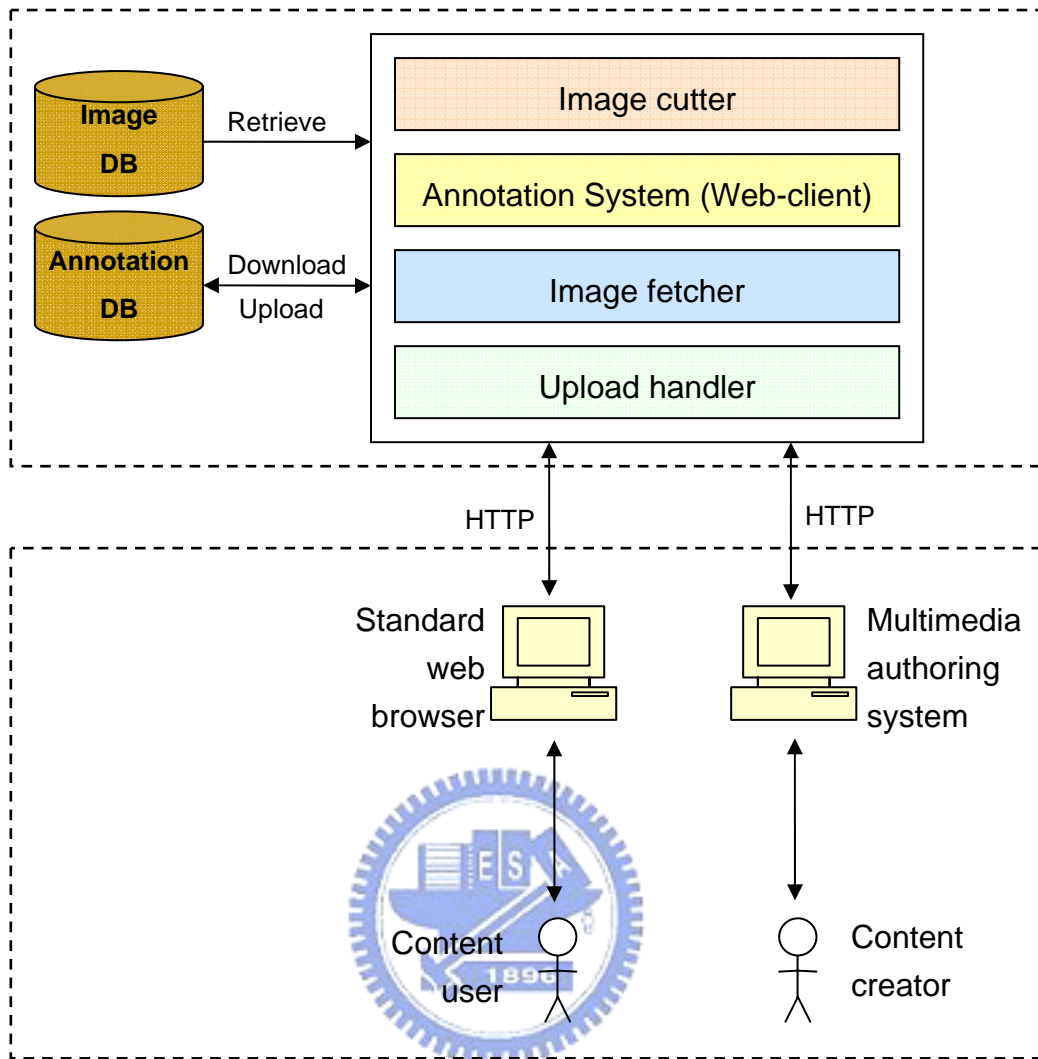 Image
DB
Retrieve
Annotation
DB
Download
Upload
Image cutter
Annotation System (Web-client)
Image fetcher
Upload handler
HTTP
HTTP
Standard
web
browser
Multimedia
authoring
system
E S A
1896
Content
user
Content
creator